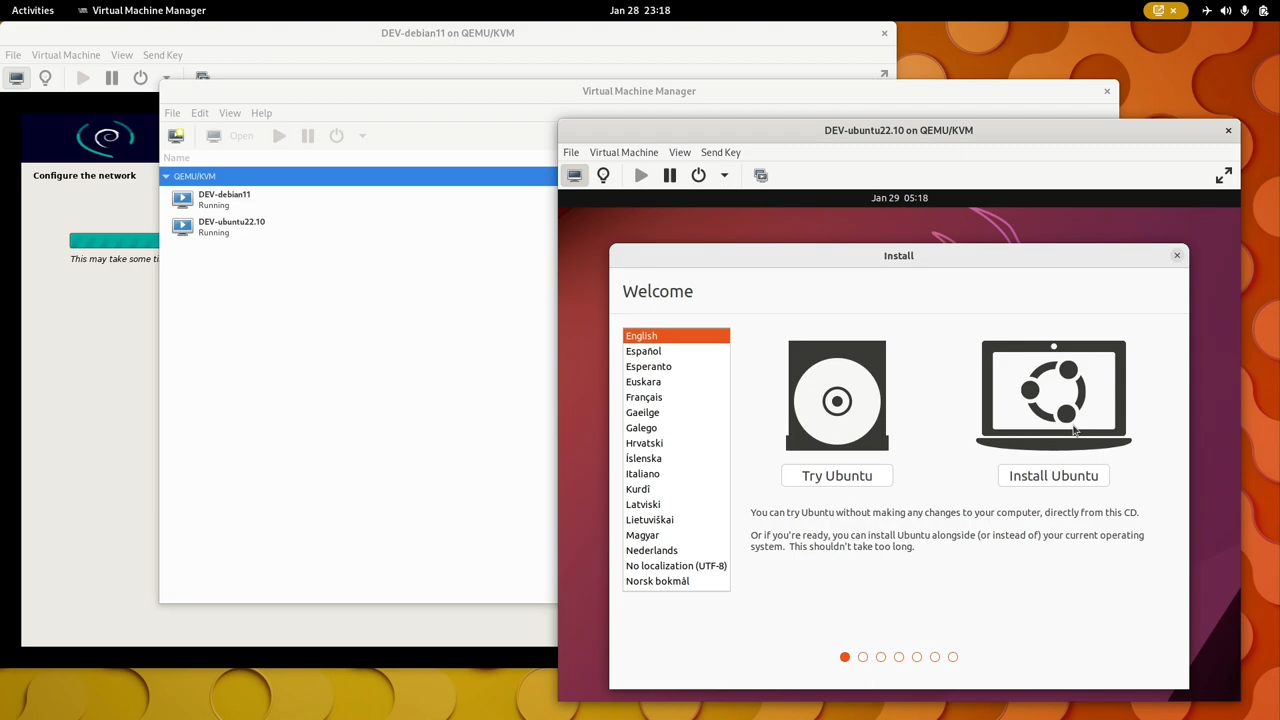 Activities
Virtual Machine Manager
Jan 28 23:18
DEV-debian11 on QEMU/KVM
File Virtual Machine View Send Key
Configure the network
This may take some ti
Virtual Machine Manager
File Edit View Help
Open
Name
QEMU/KVM
DEV-debian11
Running
DEV-ubuntu22.10
Running
DEV-ubuntu22.10 on QEMU/KVM
File Virtual Machine View Send Key
Jan 29 05:18
Install
Welcome
English
Español
Esperanto
Euskara
Français
Gaeilge
Galego
Hrvatski
Íslenska
Italiano
Kurdî
Latviski
Lietuviškai
Magyar
Nederlands
No localization (UTF-8)
Norsk bokmål
Try Ubuntu
Install Ubuntu
You can try Ubuntu without making any changes to your computer, directly from this CD.
Or if you're ready, you can install Ubuntu alongside (or instead of) your current operating
system. This shouldn't take too long.